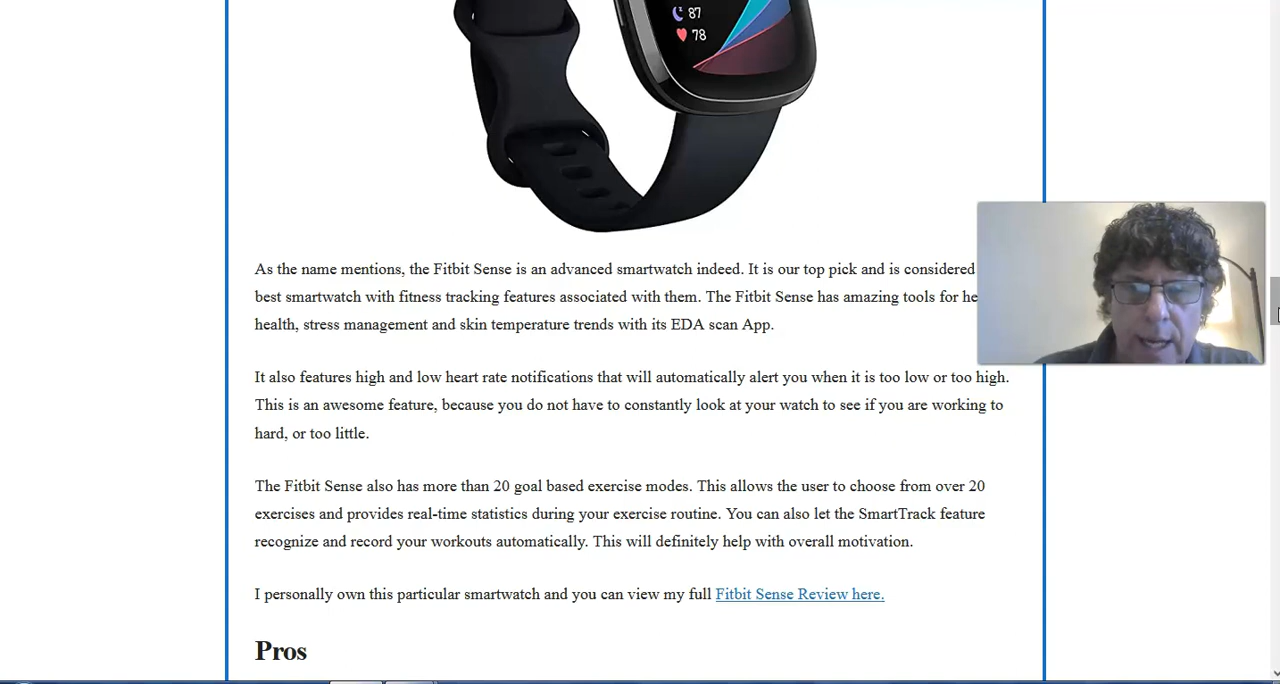 87
78
As the name mentions, the Fitbit Sense is an advanced smartwatch indeed. It is our top pick and is considered
best smartwatch with fitness tracking features associated with them. The Fitbit Sense has amazing tools for he
health, stress management and skin temperature trends with its EDA scan App.
It also features high and low heart rate notifications that will automatically alert you when it is too low or too high.
This is an awesome feature, because you do not have to constantly look at your watch to see if you are working to
hard, or too little.
The Fitbit Sense also has more than 20 goal based exercise modes. This allows the user to choose from over 20
exercises and provides real-time statistics during your exercise routine. You can also let the SmartTrack feature
recognize and record your workouts automatically. This will definitely help with overall motivation.
I personally own this particular smartwatch and you can view my full Fitbit Sense Review here.
Pros